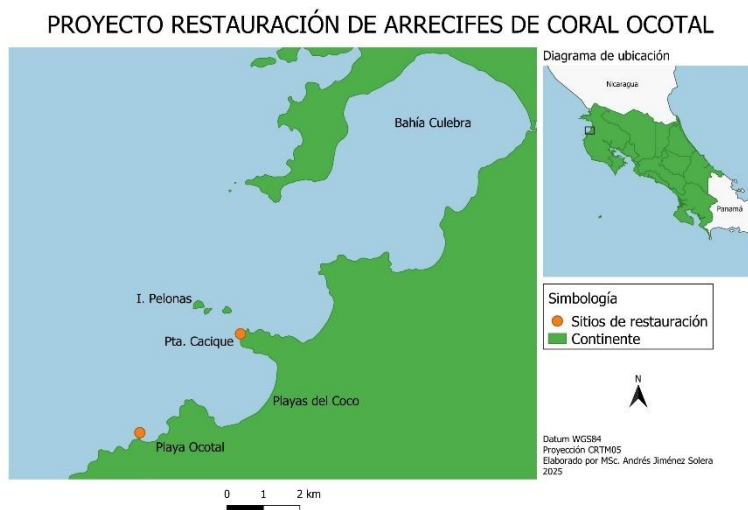 PROYECTO RESTAURACIÓN DE ARRECIFES DE CORAL OCOTAL
Diagrama de ubicación
Nicaragua
Panamá
Bahía Culebra
I. Pelonas
Pta. Cacique
Playas del Coco
Playa Ocotal
Simbología
Sitios de restauración
Continente
N
Datum WGS84
Proyección CRTM05
Elaborado por MSc. Andrés Jiménez Solera
2025
0 1 2 km